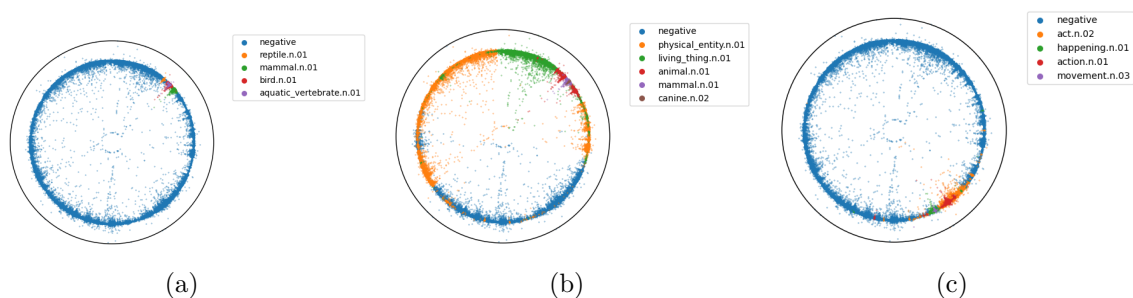 negative
reptile.n.01
mammal.n.01
bird.n.01
aquatic_vertebrate.n.01
negative
physical_entity.n.01
living_thing.n.01
animal.n.01
mammal.n.01
canine.n.02
negative
act.n.02
happening.n.01
action.n.01
movement.n.03
(a)
(b)
(c)